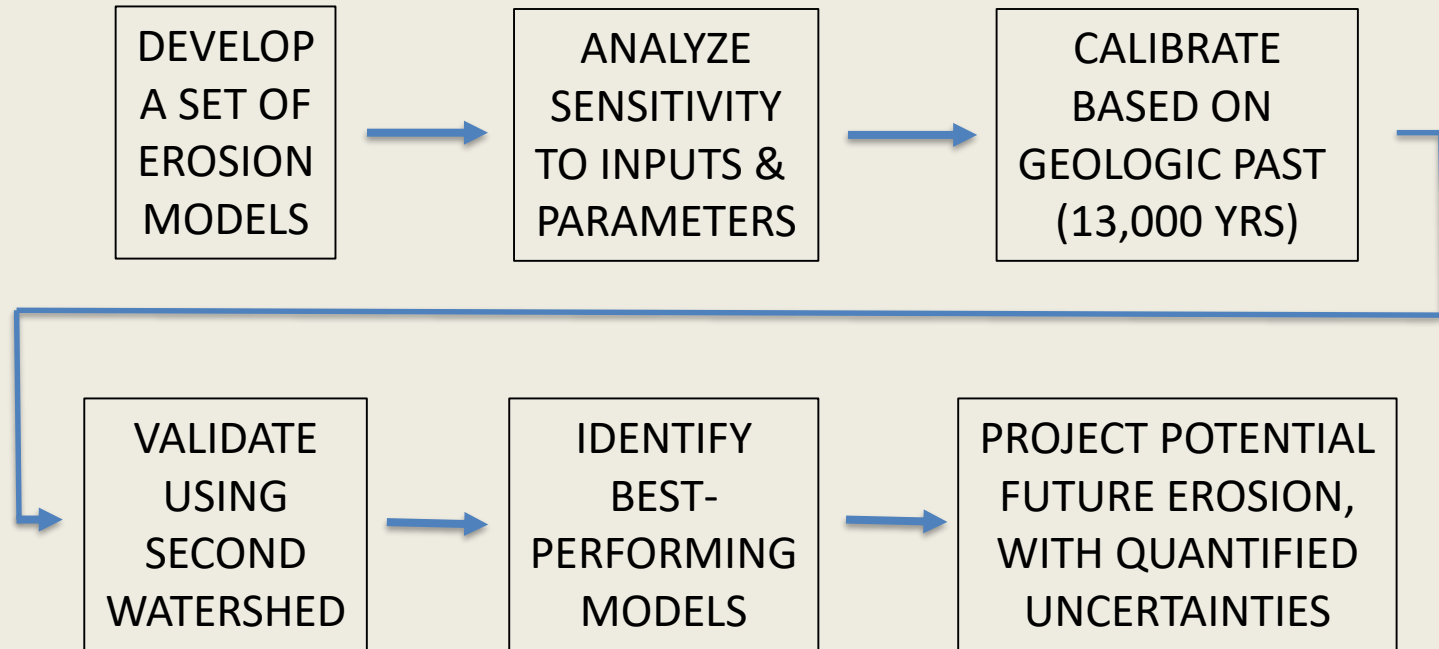 DEVELOP
A SET OF
EROSION
MODELS
ANALYZE
SENSITIVITY
TO INPUTS &
PARAMETERS
CALIBRATE
BASED ON
GEOLOGIC PAST
(13,000 YRS)
VALIDATE
USING
SECOND
WATERSHED
IDENTIFY
BEST-
PERFORMING
MODELS
PROJECT POTENTIAL
FUTURE EROSION,
WITH QUANTIFIED
UNCERTAINTIES